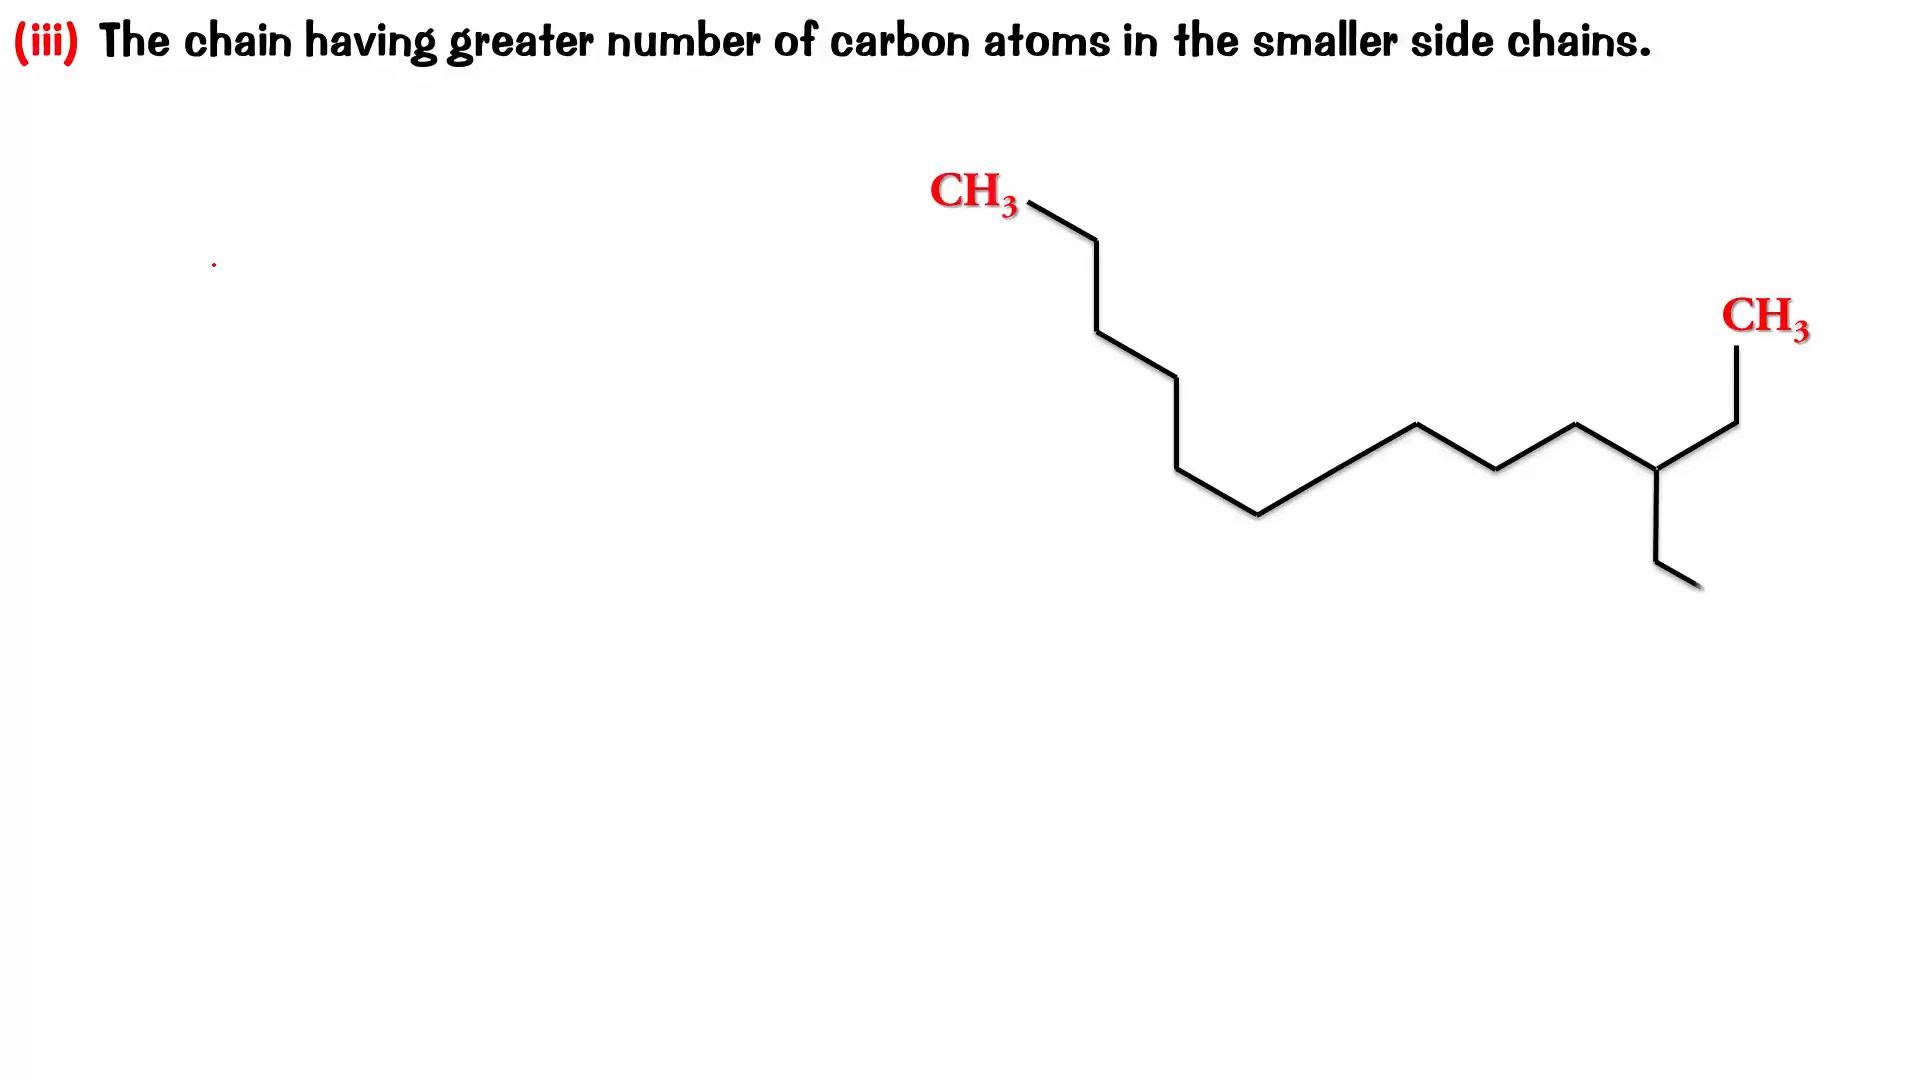 (iii) The chain having greater number of carbon atoms in the smaller side chains.
CH₃
CH₃